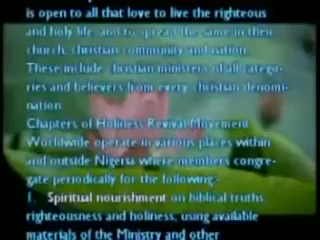 is open to all that love to live the righteous
and holy life and to spread the same in their
church, christian community and nation.
These include christian ministers of all catego-
ries and believers from every christian denomi-
nation.
Chapters of Holiness Revival Movement
Worldwide operate in various places within
and outside Nigeria where members congre-
gate periodically for the following:-
1. Spiritual nourishment on biblical truths,
righteousness and holiness, using available
materials of the Ministry and other